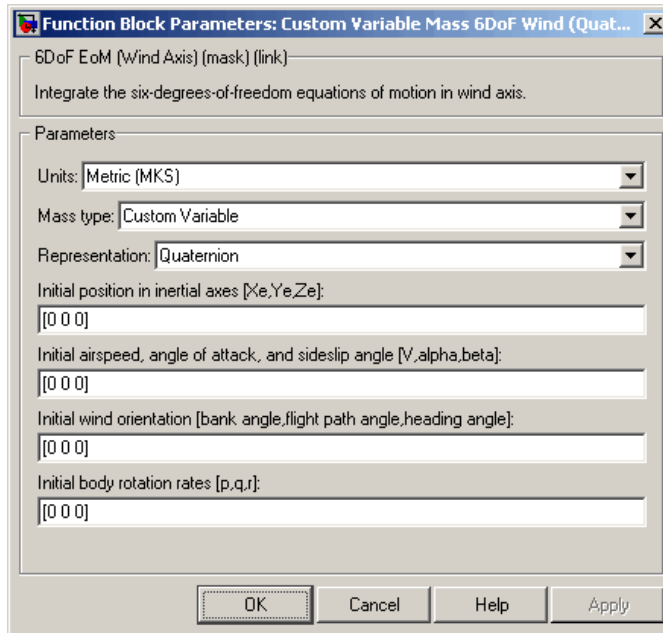 Function Block Parameters: Custom Variable Mass 6DoF Wind (Quat...
6DoF EoM (Wind Axis) (mask) (link)
Integrate the six-degrees-of-freedom equations of motion in wind axis.
Parameters
Units: Metric (MKS)
Mass type: Custom Variable
Representation: Quaternion
Initial position in inertial axes [Xe,Ye,Ze]:
[0 0 0]
Initial airspeed, angle of attack, and sideslip angle [V,alpha,beta]:
[0 0 0]
Initial wind orientation [bank angle,flight path angle,heading angle]:
[0 0 0]
Initial body rotation rates [p,q,r]:
[0 0 0]
OK Cancel Help Apply